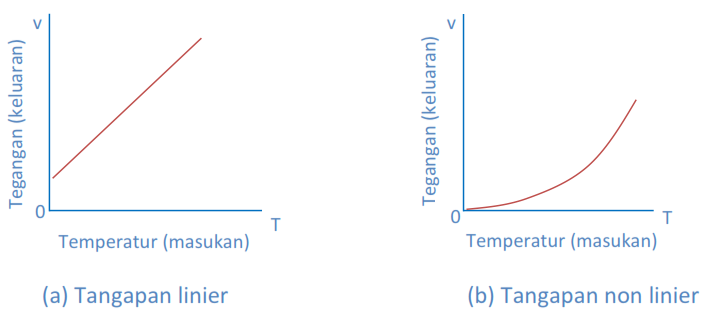 v
Tegangan (keluaran)
0
T
Temperatur (masukan)
(a) Tangapan linier
v
Tegangan (keluaran)
0
T
Temperatur (masukan)
(b) Tangapan non linier